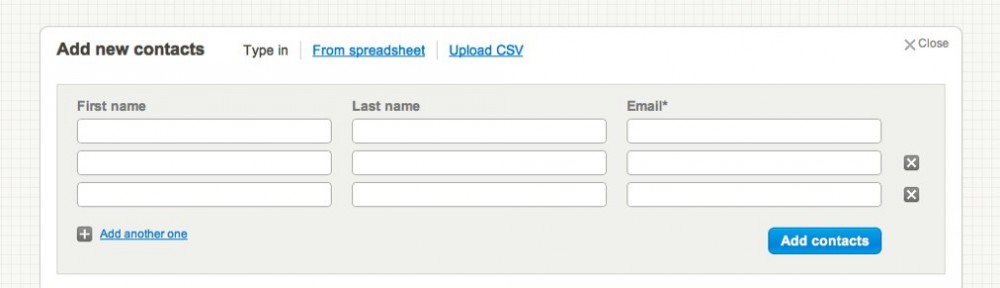 Add new contacts Type in From spreadsheet Upload CSV Close
First name Last name Email*
Add another one
Add contacts